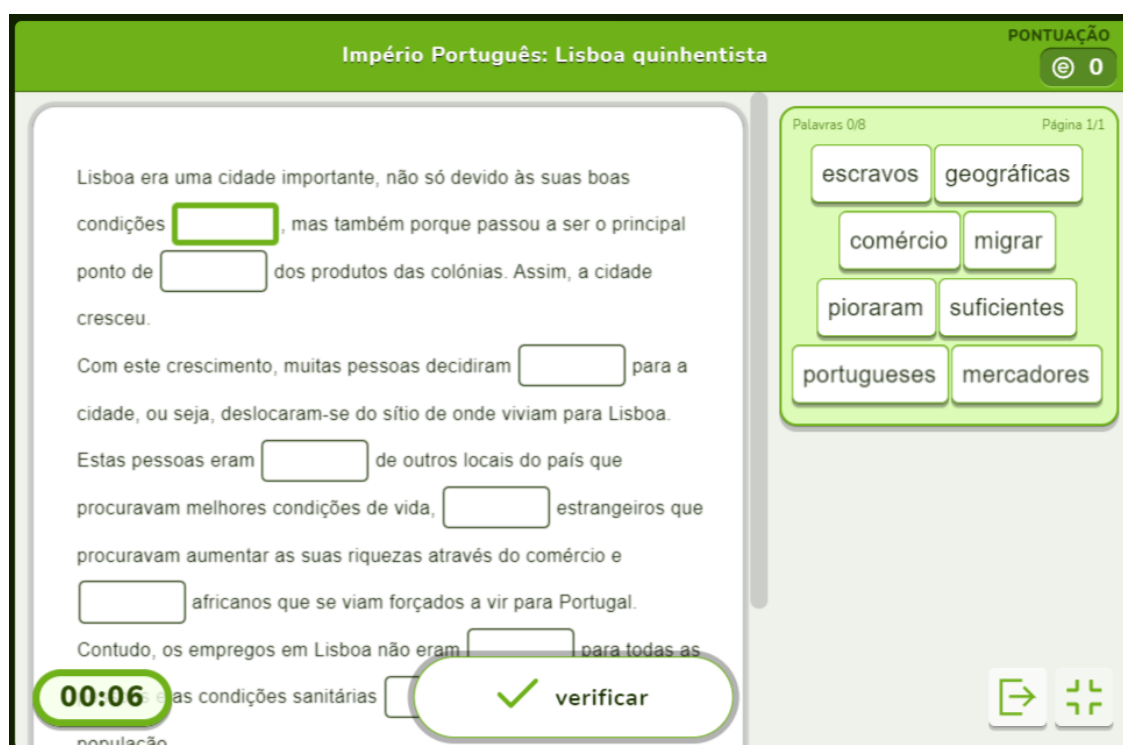 PONTUAÇÃO
Império Português: Lisboa quinhentista
0
Palavras 0/8 Página 1/1
escravos geográficas
comércio migrar
pioraram suficientes
portugueses mercadores
Lisboa era uma cidade importante, não só devido às suas boas
condições , mas também porque passou a ser o principal
ponto de dos produtos das colónias. Assim, a cidade
cresceu.
Com este crescimento, muitas pessoas decidiram para a
cidade, ou seja, deslocaram-se do sítio de onde viviam para Lisboa.
Estas pessoas eram de outros locais do país que
procuravam melhores condições de vida, estrangeiros que
procuravam aumentar as suas riquezas através do comércio e
africanos que se viam forçados a vir para Portugal.
Contudo, os empregos em Lisboa não eram para todas as
e as condições sanitárias
população
00:06
verificar